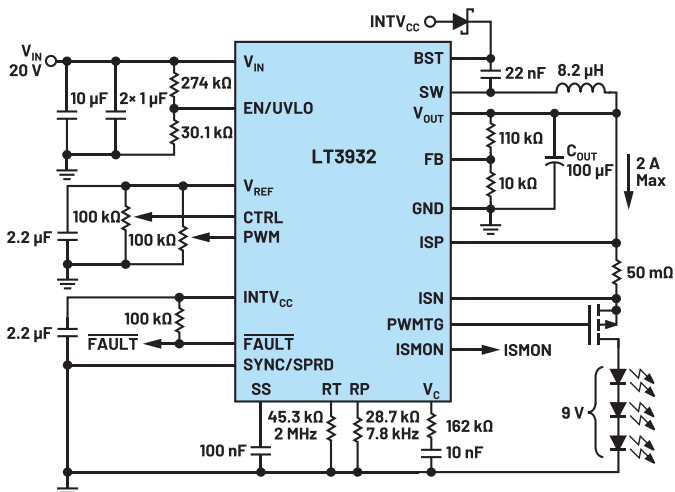 INTVCC
VIN
20 V
10 µF
2× 1 µF
274 kΩ
30.1 kΩ
VIN
EN/UVLO
LT3932
BST
SW
VOUT
FB
GND
ISP
ISN
PWMTG
ISMON
22 nF
8.2 µH
110 kΩ
10 kΩ
COUT
100 µF
2 A
Max
50 mΩ
ISMON
9 V
VREF
CTRL
PWM
100 kΩ
100 kΩ
2.2 µF
INTVCC
FAULT
SYNC/SPRD
100 kΩ
FAULT
2.2 µF
SS
RT
RP
VC
100 nF
45.3 kΩ
2 MHz
28.7 kΩ
7.8 kHz
162 kΩ
10 nF